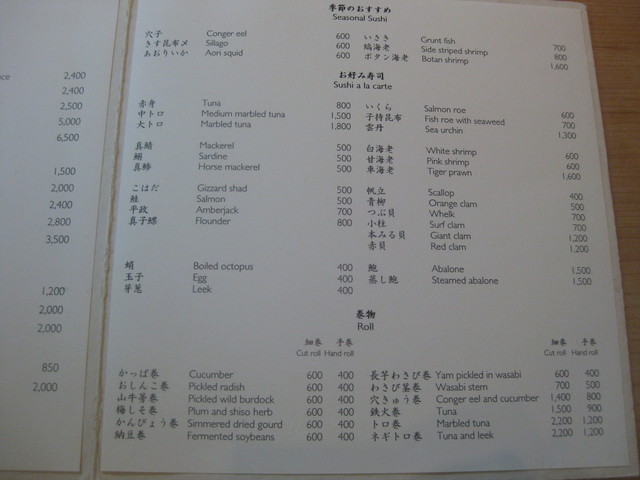 季節のおすすめ
Seasonal Sushi
穴子 Conger eel 600
きす昆布〆 Sillago 600
あおりいか Aori squid 600
いさき Grunt fish 700
縞海老 Side striped shrimp 800
ボタン海老 Botan shrimp 1,600
お好み寿司
Sushi a la carte
赤身 Tuna 800
中トロ Medium marbled tuna 1,500
大トロ Marbled tuna 1,800
いくら Salmon roe 600
子持昆布 Fish roe with seaweed 700
雲丹 Sea urchin 1,300
真鯖 Mackerel 500
鰯 Sardine 500
真鯵 Horse mackerel 500
白海老 White shrimp 600
甘海老 Pink shrimp 600
車海老 Tiger prawn 1,600
こはだ Gizzard shad 500
鮭 Salmon 500
平政 Amberjack 700
真子鰈 Flounder 800
帆立 Scallop 400
青柳 Orange clam 500
つぶ貝 Whelk 700
小柱 Surf clam 700
本みる貝 Giant clam 1,200
赤貝 Red clam 1,200
蛸 Boiled octopus 400
玉子 Egg 400
芽葱 Leek 400
鮑 Abalone 1,500
蒸し鮑 Steamed abalone 1,500
巻物
Roll
細巻 手巻
Cut roll Hand roll
かっぱ巻 Cucumber 600 400
おしんこ巻 Pickled radish 600 400
山牛蒡巻 Pickled wild burdock 600 400
梅しそ巻 Plum and shiso herb 600 400
かんぴょう巻 Simmered dried gourd 600 400
納豆巻 Fermented soybeans 600 400
細巻 手巻
Cut roll Hand roll
長芋わさび巻 Yam pickled in wasabi 600 400
わさび茎巻 Wasabi stem 700 500
穴きゅう巻 Conger eel and cucumber 1,400 800
鉄火巻 Tuna 1,500 900
トロ巻 Marbled tuna 2,200 1,200
ネギトロ巻 Tuna and leek 2,200 1,200
2,400
2,400
2,500
5,000
6,500
1,500
2,000
2,400
2,800
3,500
1,200
2,000
2,000
850
2,000